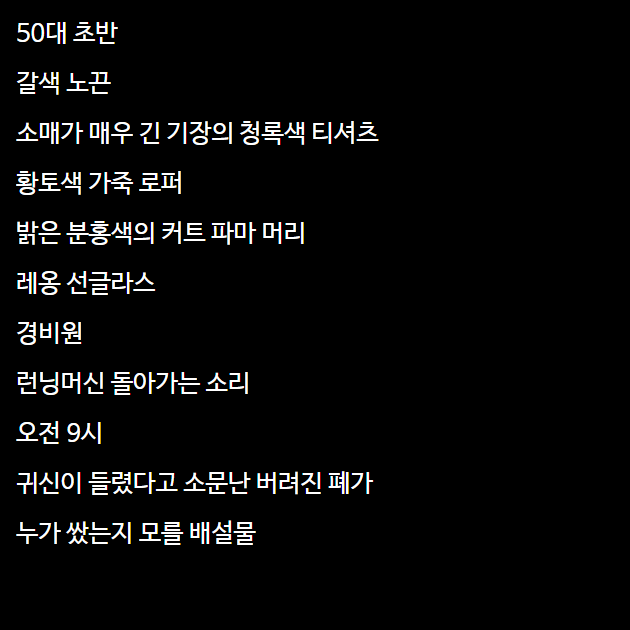 50대 초반
갈색 노끈
소매가 매우 긴 기장의 청록색 티셔츠
황토색 가죽 로퍼
밝은 분홍색의 커트 파마 머리
레옹 선글라스
경비원
런닝머신 돌아가는 소리
오전 9시
귀신이 들렸다고 소문난 버려진 폐가
누가 쌌는지 모를 배설물